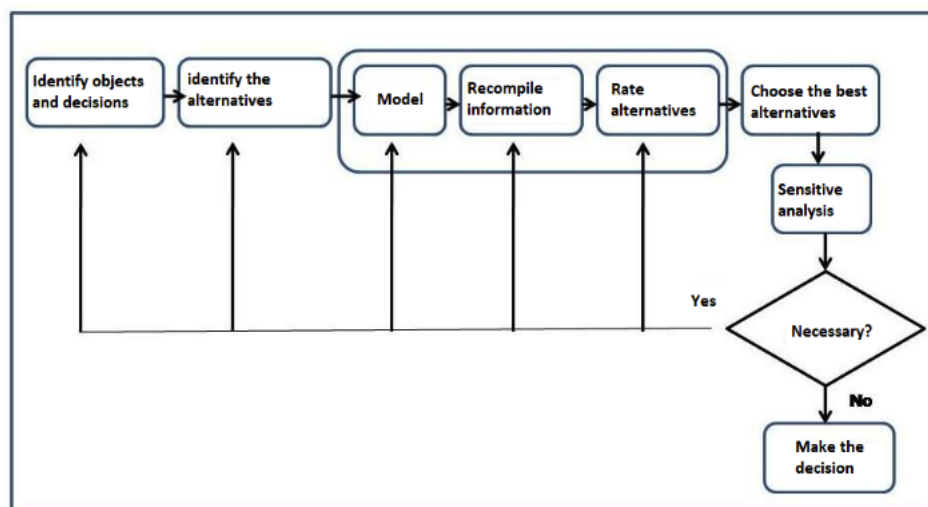 Identify objects
and decisions
identify the
alternatives
Model
Recompile
information
Rate
alternatives
Choose the best
alternatives
Sensitive
analysis
Yes
Necessary?
No
Make the
decision